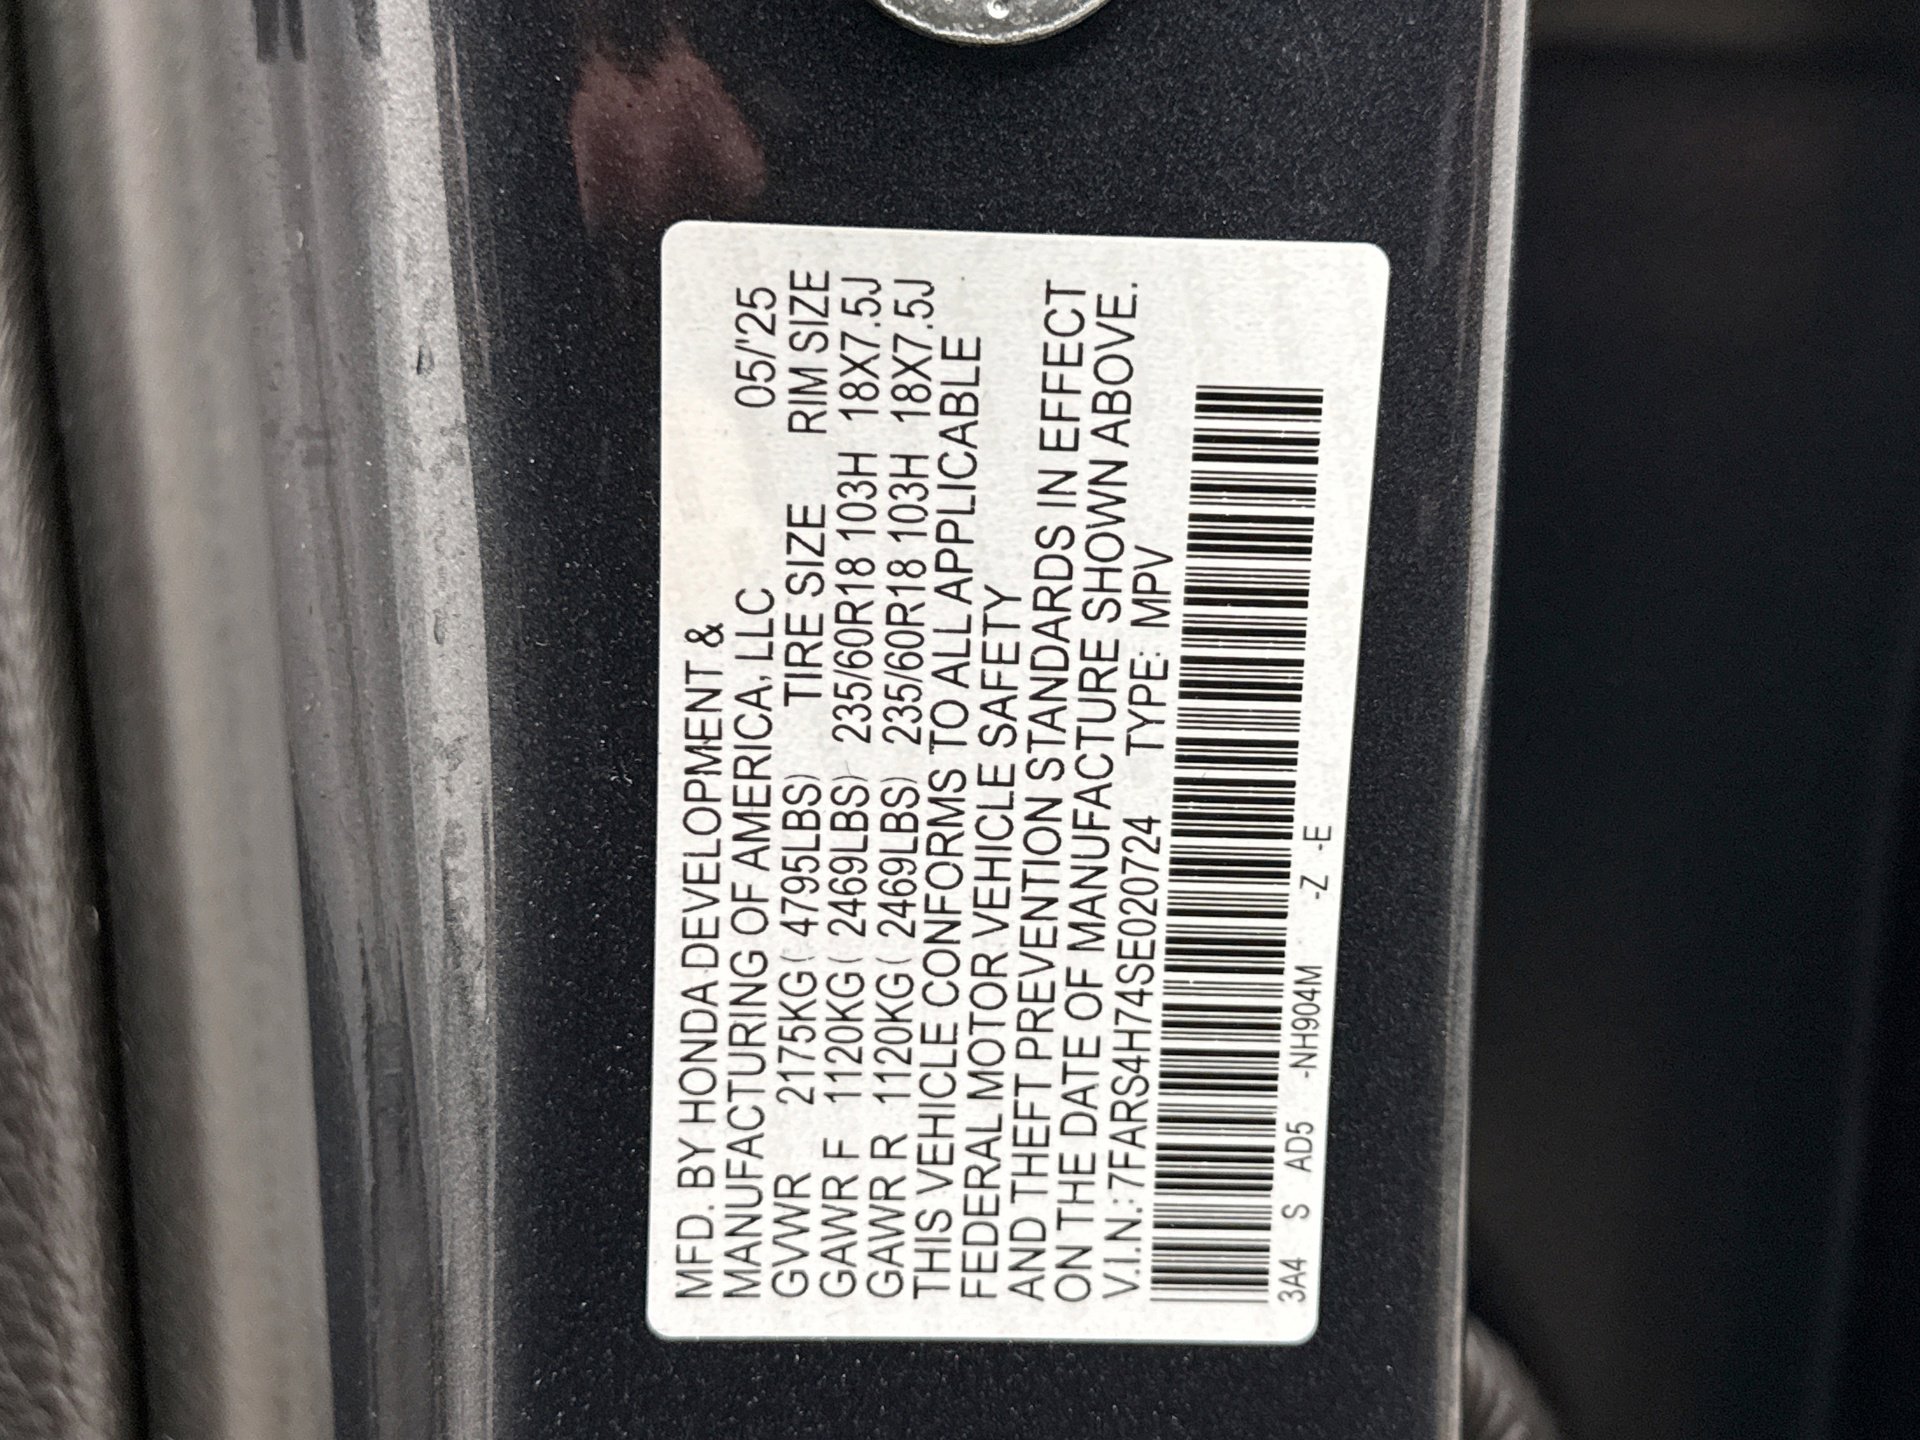 MFD. BY HONDA DEVELOPMENT &
MANUFACTURING OF AMERICA, LLC 05/'25
GVWR 2175KG ( 4795LBS) TIRE SIZE RIM SIZE
GAWR F 1120KG ( 2469LBS) 235/60R18 103H 18X7.5J
GAWR R 1120KG ( 2469LBS) 235/60R18 103H 18X7.5J
THIS VEHICLE CONFORMS TO ALL APPLICABLE
FEDERAL MOTOR VEHICLE SAFETY
AND THEFT PREVENTION STANDARDS IN EFFECT
ON THE DATE OF MANUFACTURE SHOWN ABOVE.
V.I.N.: 7FARS4H74SE020724 TYPE: MPV
3A4 S AD5 -NH904M -Z -E